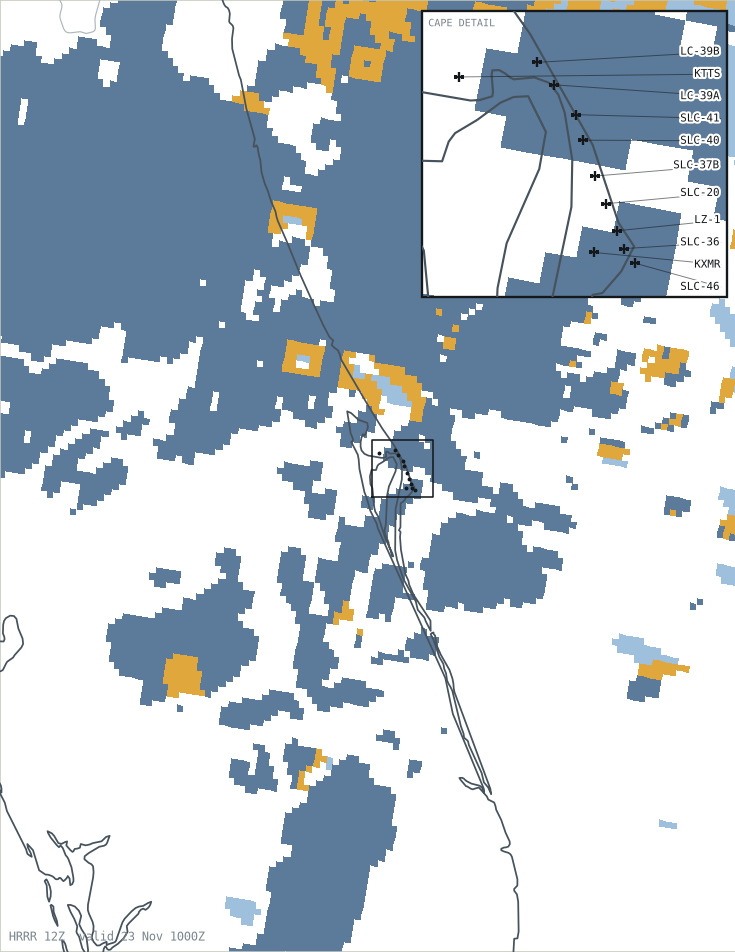 CAPE DETAIL
LC-39B
KTTS
LC-39A
SLC-41
SLC-40
SLC-37B
SLC-20
LZ-1
SLC-36
KXMR
SLC-46
HRRR 12Z valid 23 Nov 1000Z